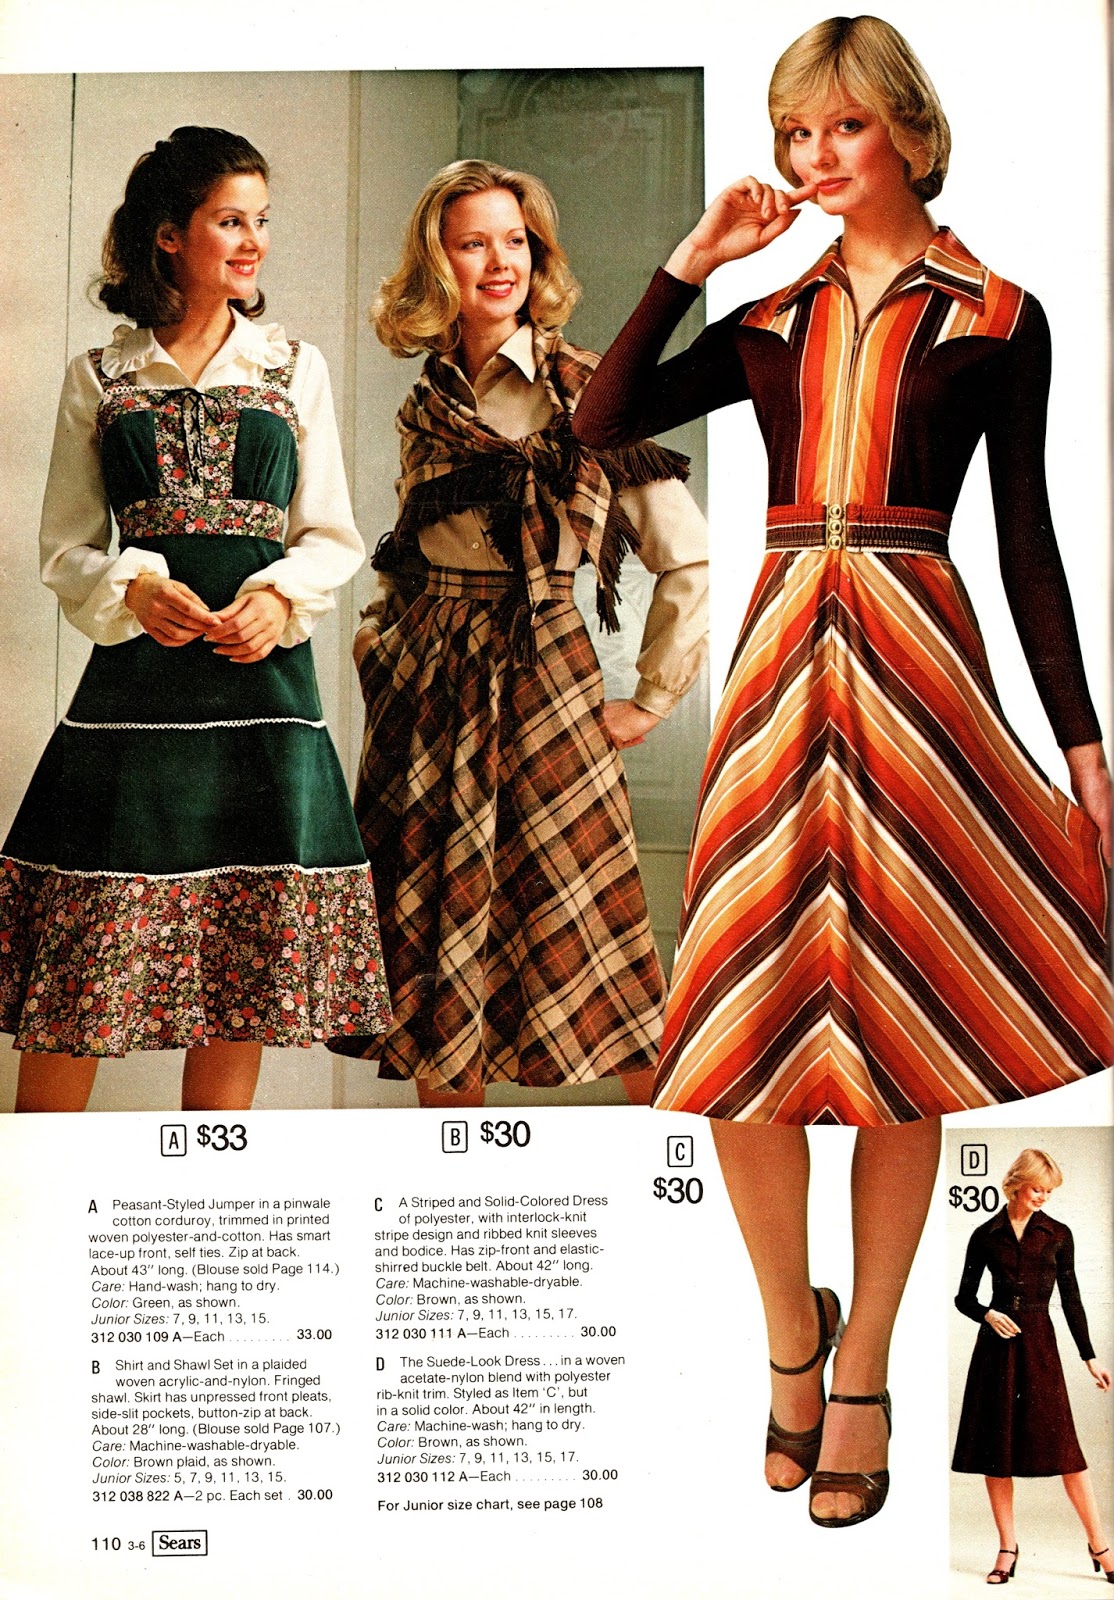 A $33
B $30
C
$30
D
$30
A Peasant-Styled Jumper in a pinwale
cotton corduroy, trimmed in printed
woven polyester-and-cotton. Has smart
lace-up front, self ties. Zip at back.
About 43" long. (Blouse sold Page 114.)
Care: Hand-wash; hang to dry.
Color: Green, as shown.
Junior Sizes: 7, 9, 11, 13, 15.
312 030 109 A—Each ......... 33.00
B Shirt and Shawl Set in a plaided
woven acrylic-and-nylon. Fringed
shawl. Skirt has unpressed front pleats,
side-slit pockets, button-zip at back.
About 28" long. (Blouse sold Page 107.)
Care: Machine-washable-dryable.
Color: Brown plaid, as shown.
Junior Sizes: 5, 7, 9, 11, 13, 15.
312 038 822 A—2 pc. Each set . 30.00
C A Striped and Solid-Colored Dress
of polyester, with interlock-knit
stripe design and ribbed knit sleeves
and bodice. Has zip-front and elastic-
shirred buckle belt. About 42" long.
Care: Machine-washable-dryable.
Color: Brown, as shown.
Junior Sizes: 7, 9, 11, 13, 15, 17.
312 030 111 A—Each ......... 30.00
D The Suede-Look Dress...in a woven
acetate-nylon blend with polyester
rib-knit trim. Styled as Item 'C', but
in a solid color. About 42" in length.
Care: Machine-wash; hang to dry.
Color: Brown, as shown.
Junior Sizes: 7, 9, 11, 13, 15, 17.
312 030 112 A—Each ......... 30.00
For Junior size chart, see page 108
110 3-6 Sears